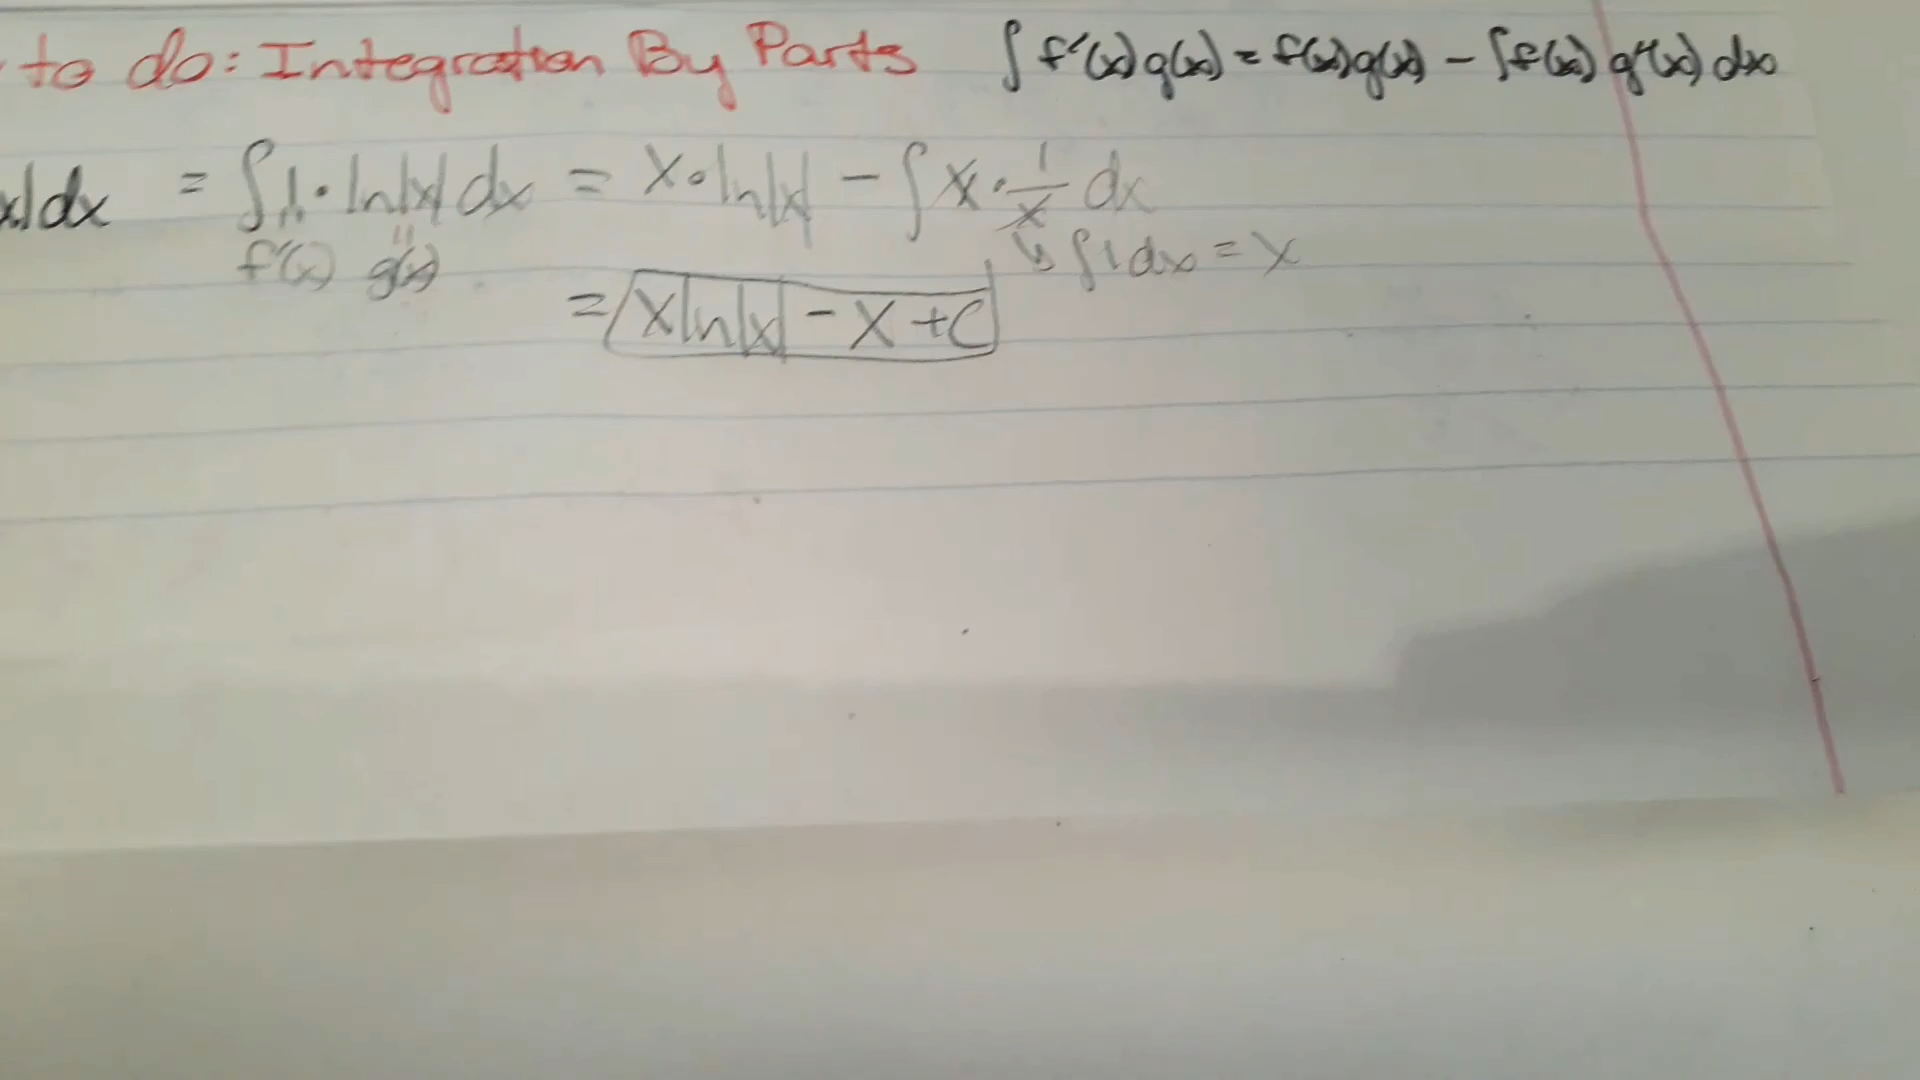 to do: Integration By Parts ∫ f'(x)g(x) = f(x)g(x) - ∫f(x) g'(x) dx
x|dx = ∫ 1 · ln|x| dx = x · ln|x| - ∫ x · 1/x dx
f'(x) g(x) ↳ ∫1 dx = x
= x ln|x| - x + C